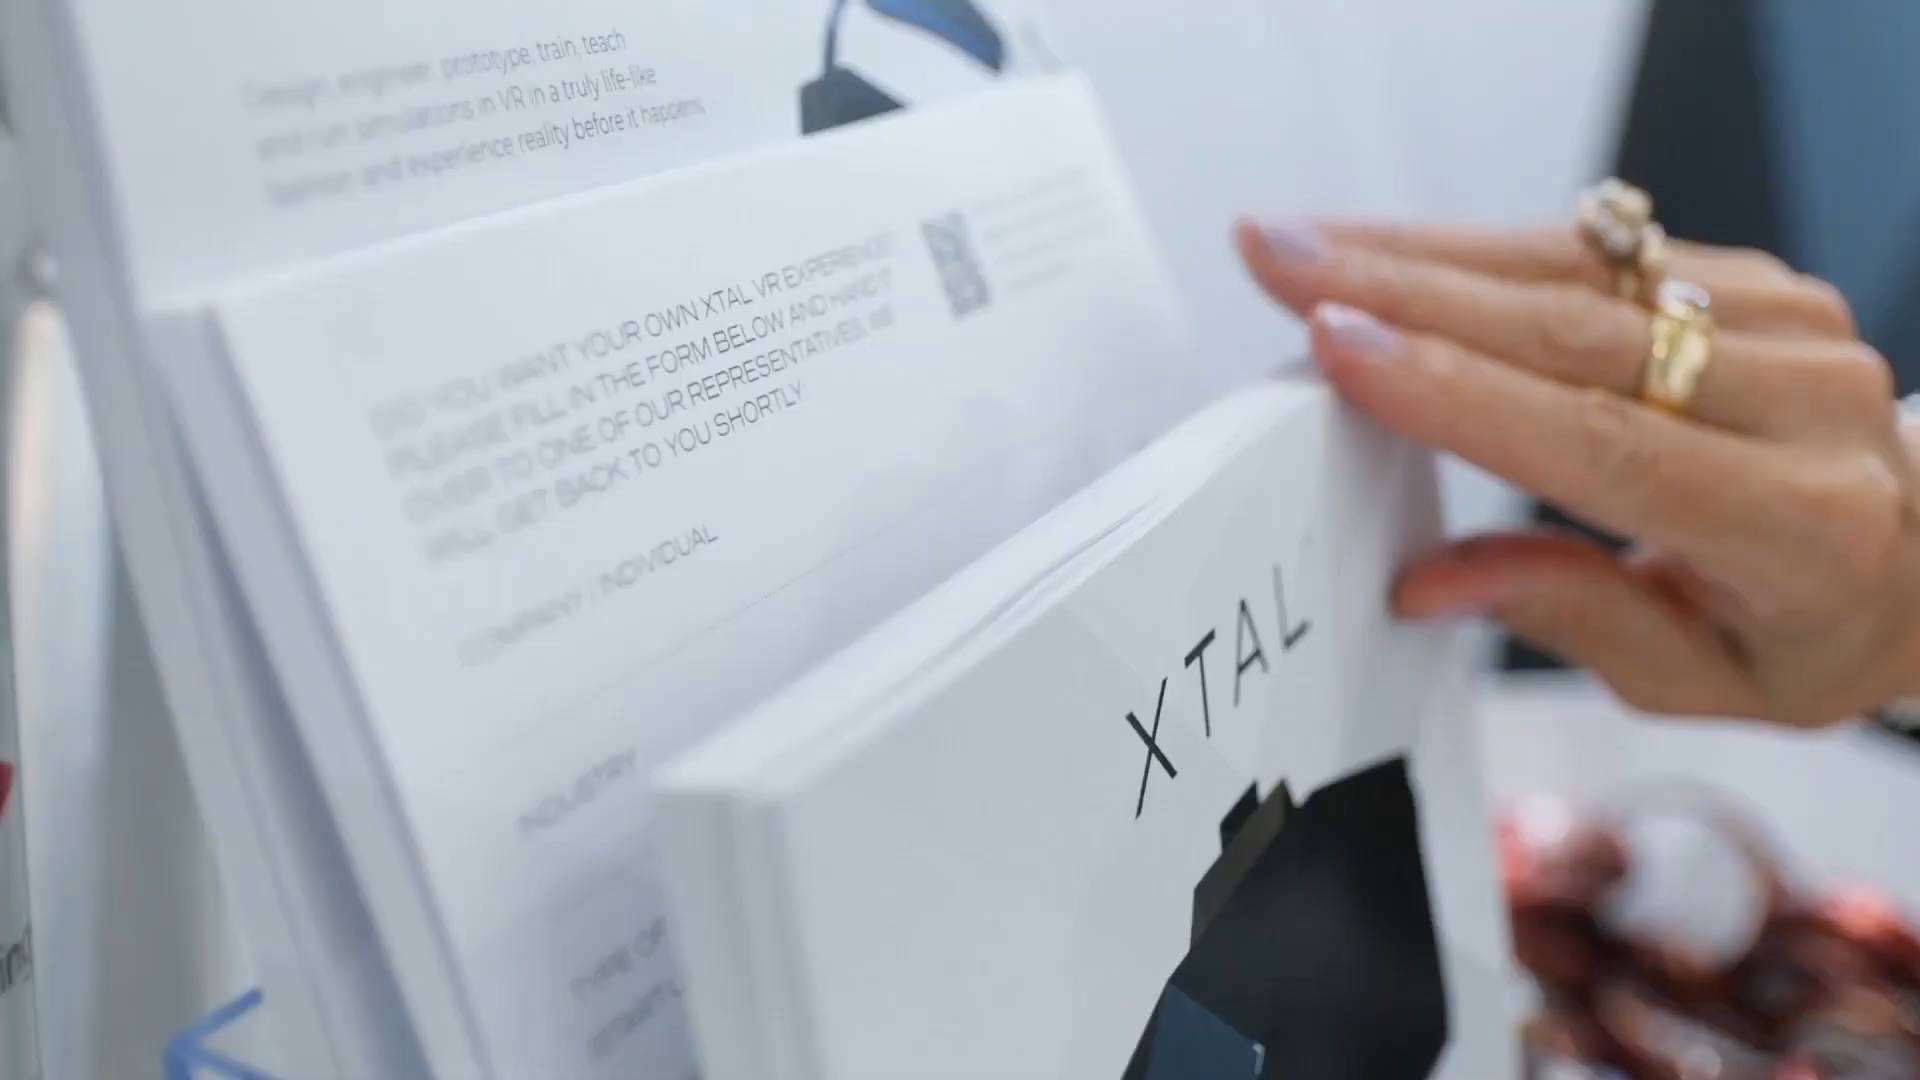 Design, engineer, prototype, train, teach
and run simulations in VR in a truly life-like
fashion and experience reality before it happens.
DO YOU WANT YOUR OWN XTAL VR EXPERIENCE?
PLEASE FILL IN THE FORM BELOW AND HAND IT
OVER TO ONE OF OUR REPRESENTATIVES. WE
WILL GET BACK TO YOU SHORTLY.
COMPANY / INDIVIDUAL
INDUSTRY
TYPE OF
XTAL